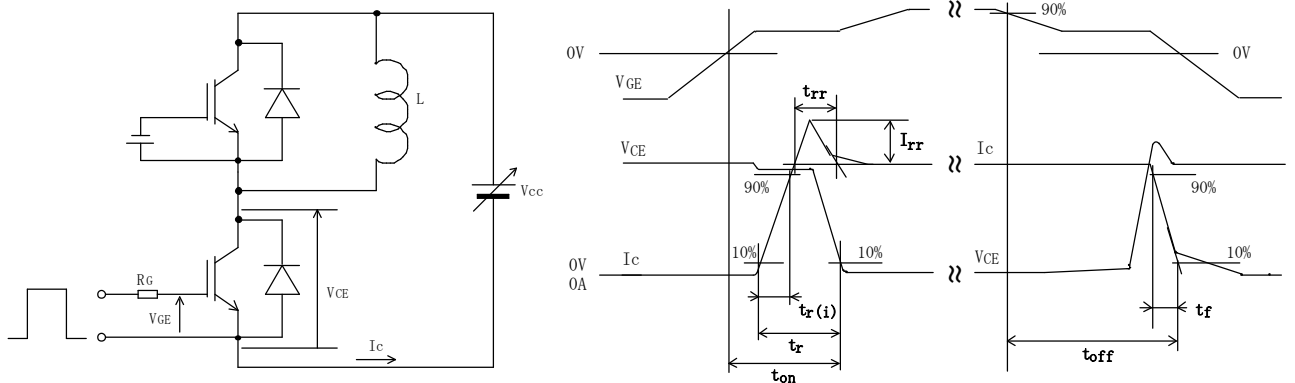 L
Vcc
RG
VGE
VCE
Ic
0V
VGE
trr
Irr
VCE
90%
10%
10%
0V
0A
Ic
tr(i)
tr
ton
90%
0V
Ic
90%
VCE
10%
tf
toff